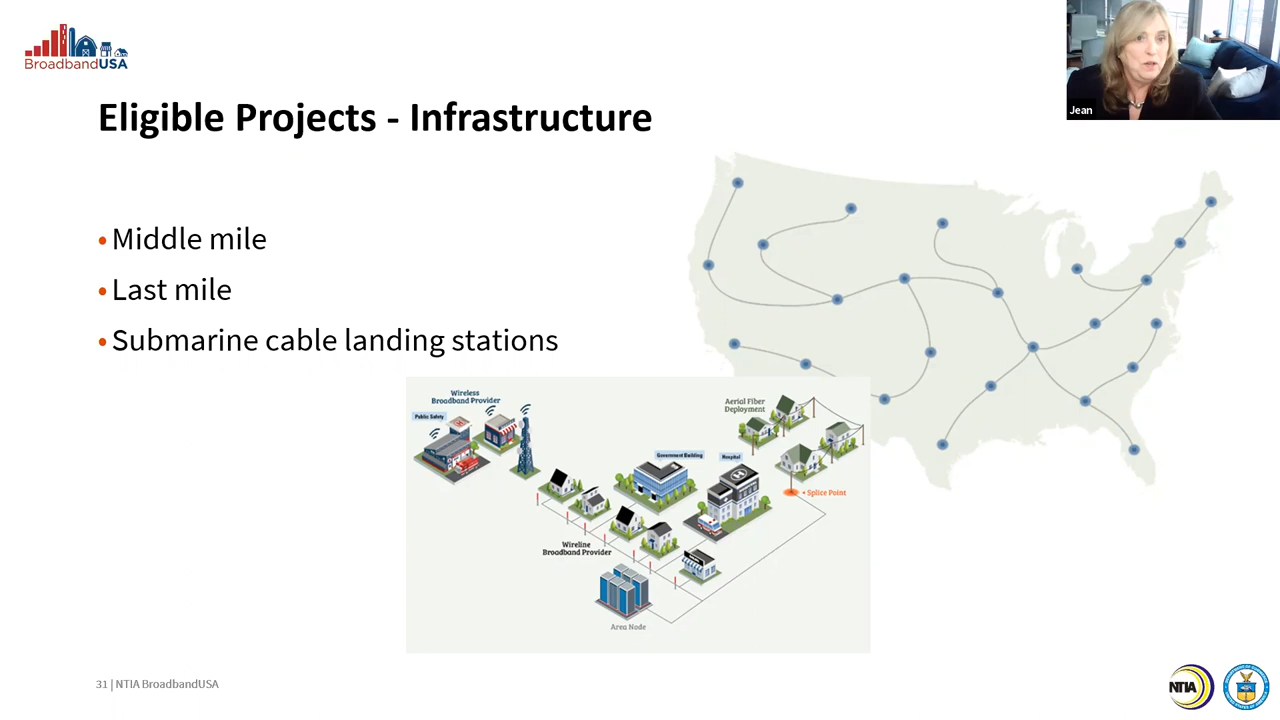 BroadbandUSA
Jean
Eligible Projects - Infrastructure
• Middle mile
• Last mile
• Submarine cable landing stations
Wireless
Broadband Provider
Public Safety
Aerial Fiber
Deployment
Government Building
Hospital
• Splice Point
Wireline
Broadband Provider
Area Node
31 | NTIA BroadbandUSA
NTIA